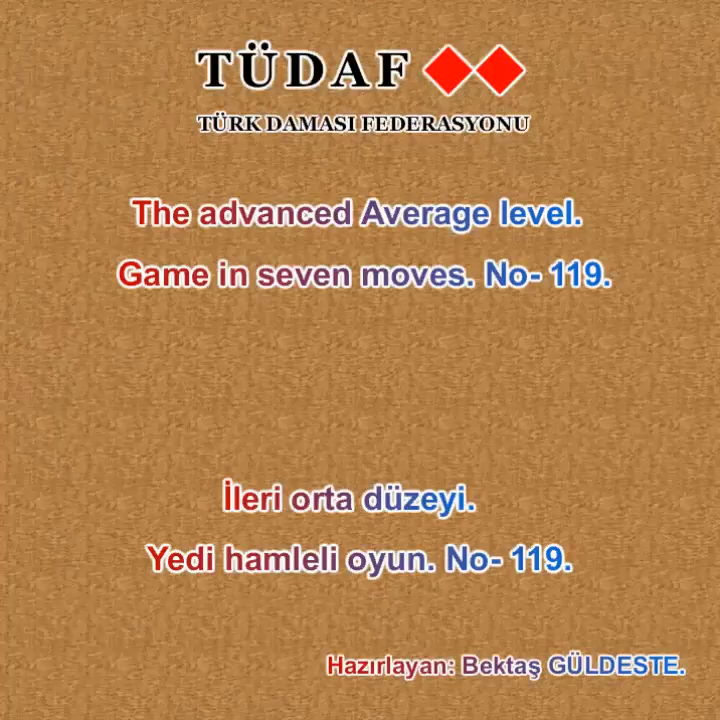 TÜDAF
TÜRK DAMASI FEDERASYONU
The advanced Average level.
Game in seven moves. No- 119.
İleri orta düzeyi.
Yedi hamleli oyun. No- 119.
Hazırlayan: Bektaş GÜLDESTE.